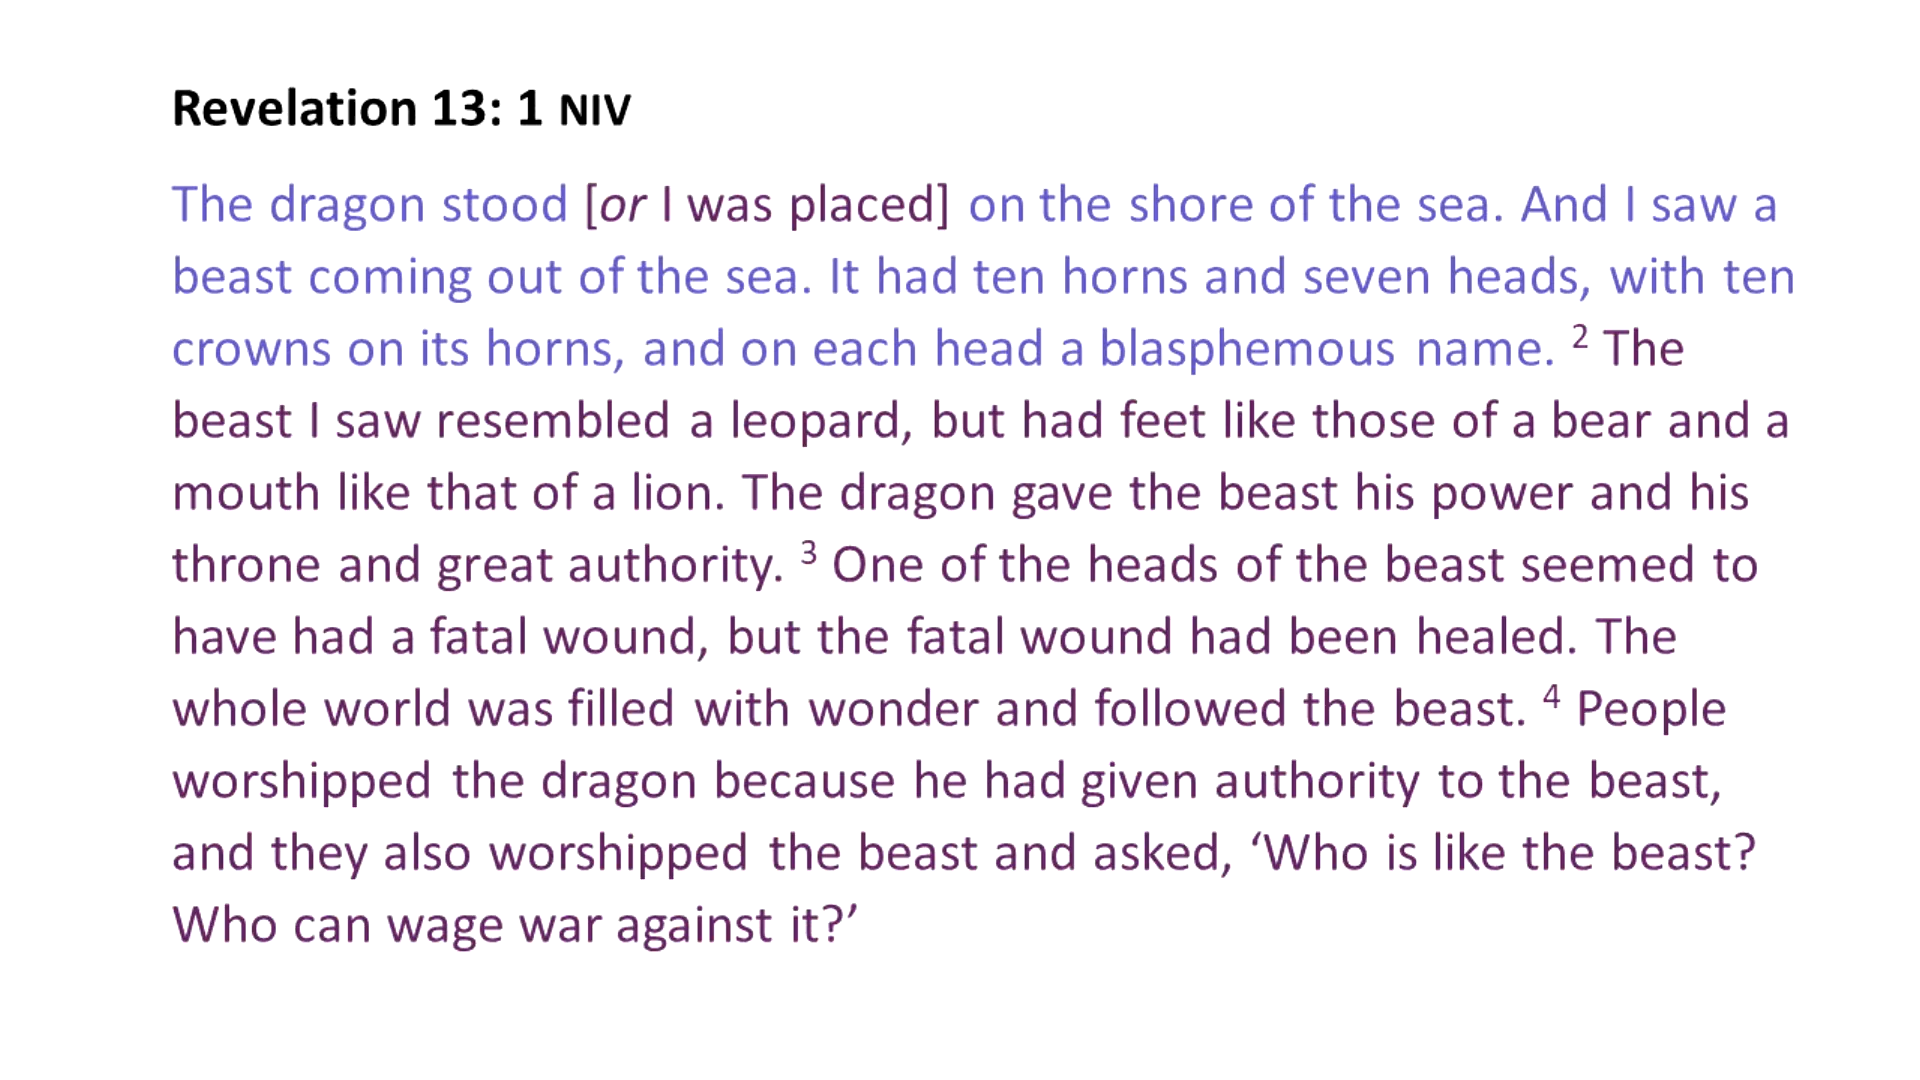 Revelation 13: 1 NIV
The dragon stood [or I was placed] on the shore of the sea. And I saw a
beast coming out of the sea. It had ten horns and seven heads, with ten
crowns on its horns, and on each head a blasphemous name. ² The
beast I saw resembled a leopard, but had feet like those of a bear and a
mouth like that of a lion. The dragon gave the beast his power and his
throne and great authority. ³ One of the heads of the beast seemed to
have had a fatal wound, but the fatal wound had been healed. The
whole world was filled with wonder and followed the beast. ⁴ People
worshipped the dragon because he had given authority to the beast,
and they also worshipped the beast and asked, ‘Who is like the beast?
Who can wage war against it?’